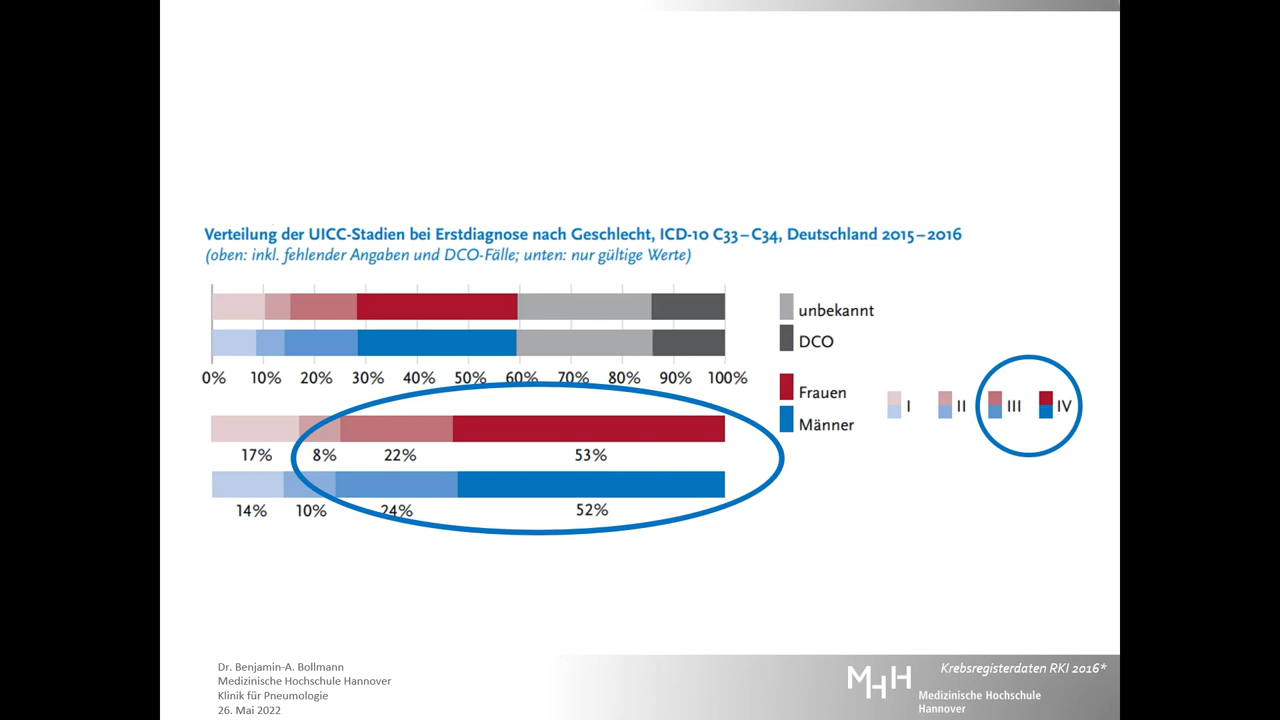 Verteilung der UICC-Stadien bei Erstdiagnose nach Geschlecht, ICD-10 C33–C34, Deutschland 2015–2016
(oben: inkl. fehlender Angaben und DCO-Fälle; unten: nur gültige Werte)
unbekannt
DCO
0% 10% 20% 30% 40% 50% 60% 70% 80% 90% 100%
Frauen
Männer
I II III IV
17% 8% 22% 53%
14% 10% 24% 52%
Dr. Benjamin-A. Bollmann
Medizinische Hochschule Hannover
Klinik für Pneumologie
26. Mai 2022
Krebsregisterdaten RKI 2016*
MHH
Medizinische Hochschule
Hannover